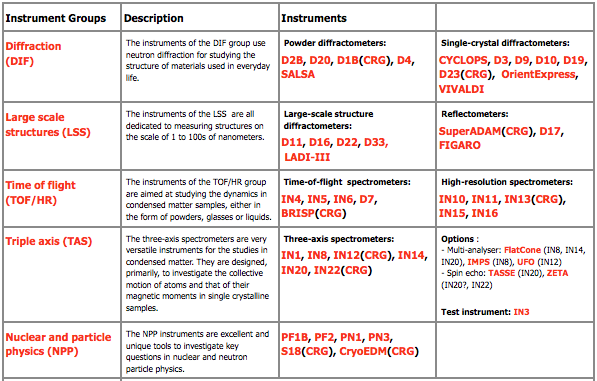 Instrument Groups
Description
Instruments
Diffraction
(DIF)
The instruments of the DIF group use
neutron diffraction for studying the
structure of materials used in everyday
life.
Powder diffractometers:
D2B, D20, D1B(CRG), D4,
SALSA
Single-crystal diffractometers:
CYCLOPS, D3, D9, D10, D19,
D23(CRG), OrientExpress,
VIVALDI
Large scale
structures (LSS)
The instruments of the LSS are all
dedicated to measuring structures on
the scale of 1 to 100s of nanometers.
Large-scale structure
diffractometers:
D11, D16, D22, D33,
LADI-III
Reflectometers:
SuperADAM(CRG), D17,
FIGARO
Time of flight
(TOF/HR)
The instruments of the TOF/HR group
are aimed at studying the dynamics in
condensed matter samples, either in
the form of powders, glasses or liquids.
Time-of-flight spectrometers:
IN4, IN5, IN6, D7,
BRISP(CRG)
High-resolution spectrometers:
IN10, IN11, IN13(CRG),
IN15, IN16
Triple axis (TAS)
The three-axis spectrometers are very
versatile instruments for the studies in
condensed matter. They are designed,
primarily, to investigate the collective
motion of atoms and that of their
magnetic moments in single crystalline
samples.
Three-axis spectrometers:
IN1, IN8, IN12(CRG), IN14,
IN20, IN22(CRG)
Options :
- Multi-analyser: FlatCone (IN8, IN14,
IN20), IMPS (IN8), UFO (IN12)
- Spin echo: TASSE (IN20), ZETA
(IN20?, IN22)
Test instrument: IN3
Nuclear and particle
physics (NPP)
The NPP instruments are excellent and
unique tools to investigate key
questions in nuclear and neutron
particle physics.
PF1B, PF2, PN1, PN3,
S18(CRG), CryoEDM(CRG)